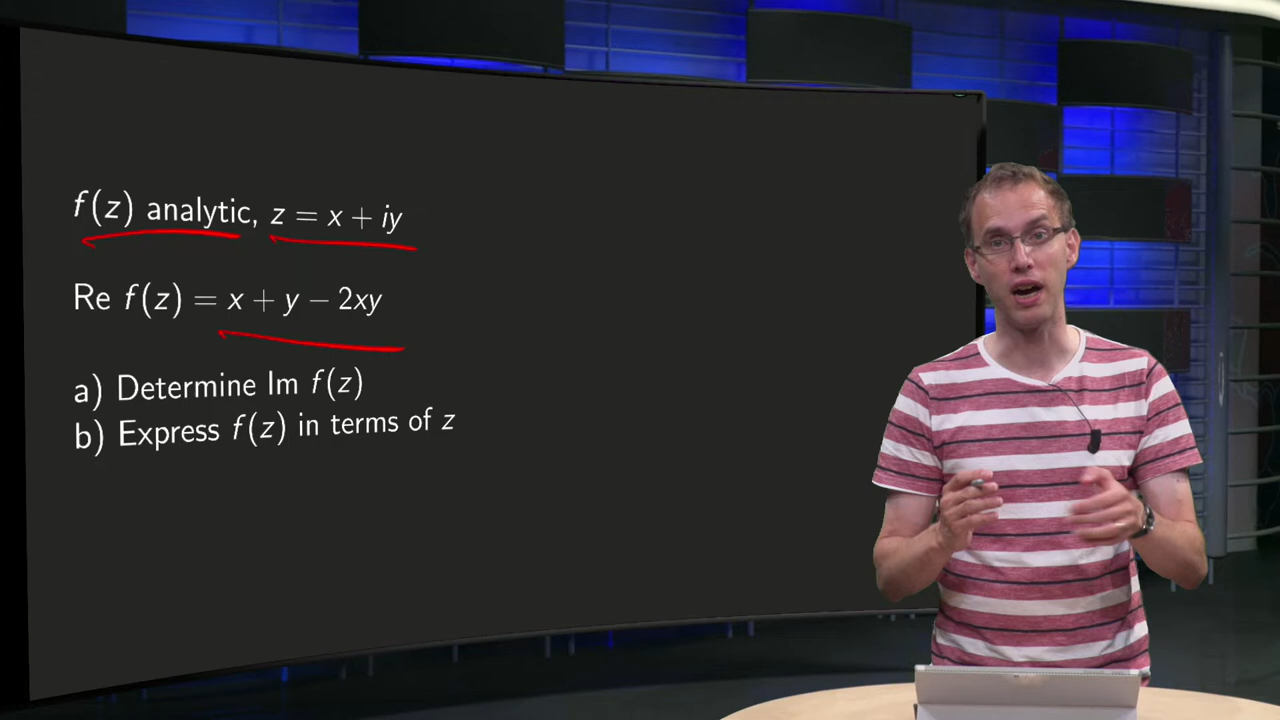 f(z) analytic, z = x + iy
Re f(z) = x + y − 2xy
a) Determine Im f(z)
b) Express f(z) in terms of z